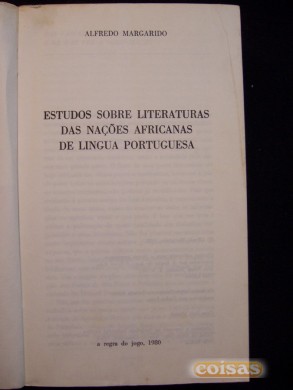 ALFREDO MARGARIDO
ESTUDOS SOBRE LITERATURAS
DAS NAÇÕES AFRICANAS
DE LINGUA PORTUGUESA
a regra do jogo, 1980
coisas